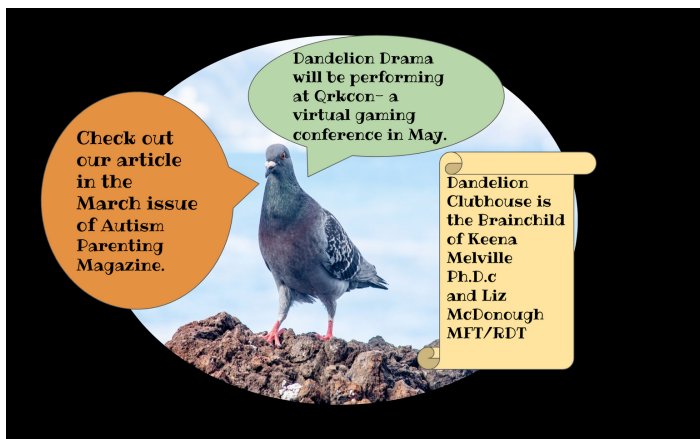 Check out
our article
in the
March issue
of Autism
Parenting
Magazine.
Dandelion Drama
will be performing
at Qrkcon- a
virtual gaming
conference in May.
Dandelion
Clubhouse is
the Brainchild
of Keena
Melville
Ph.D.c
and Liz
McDonough
MFT/RDT